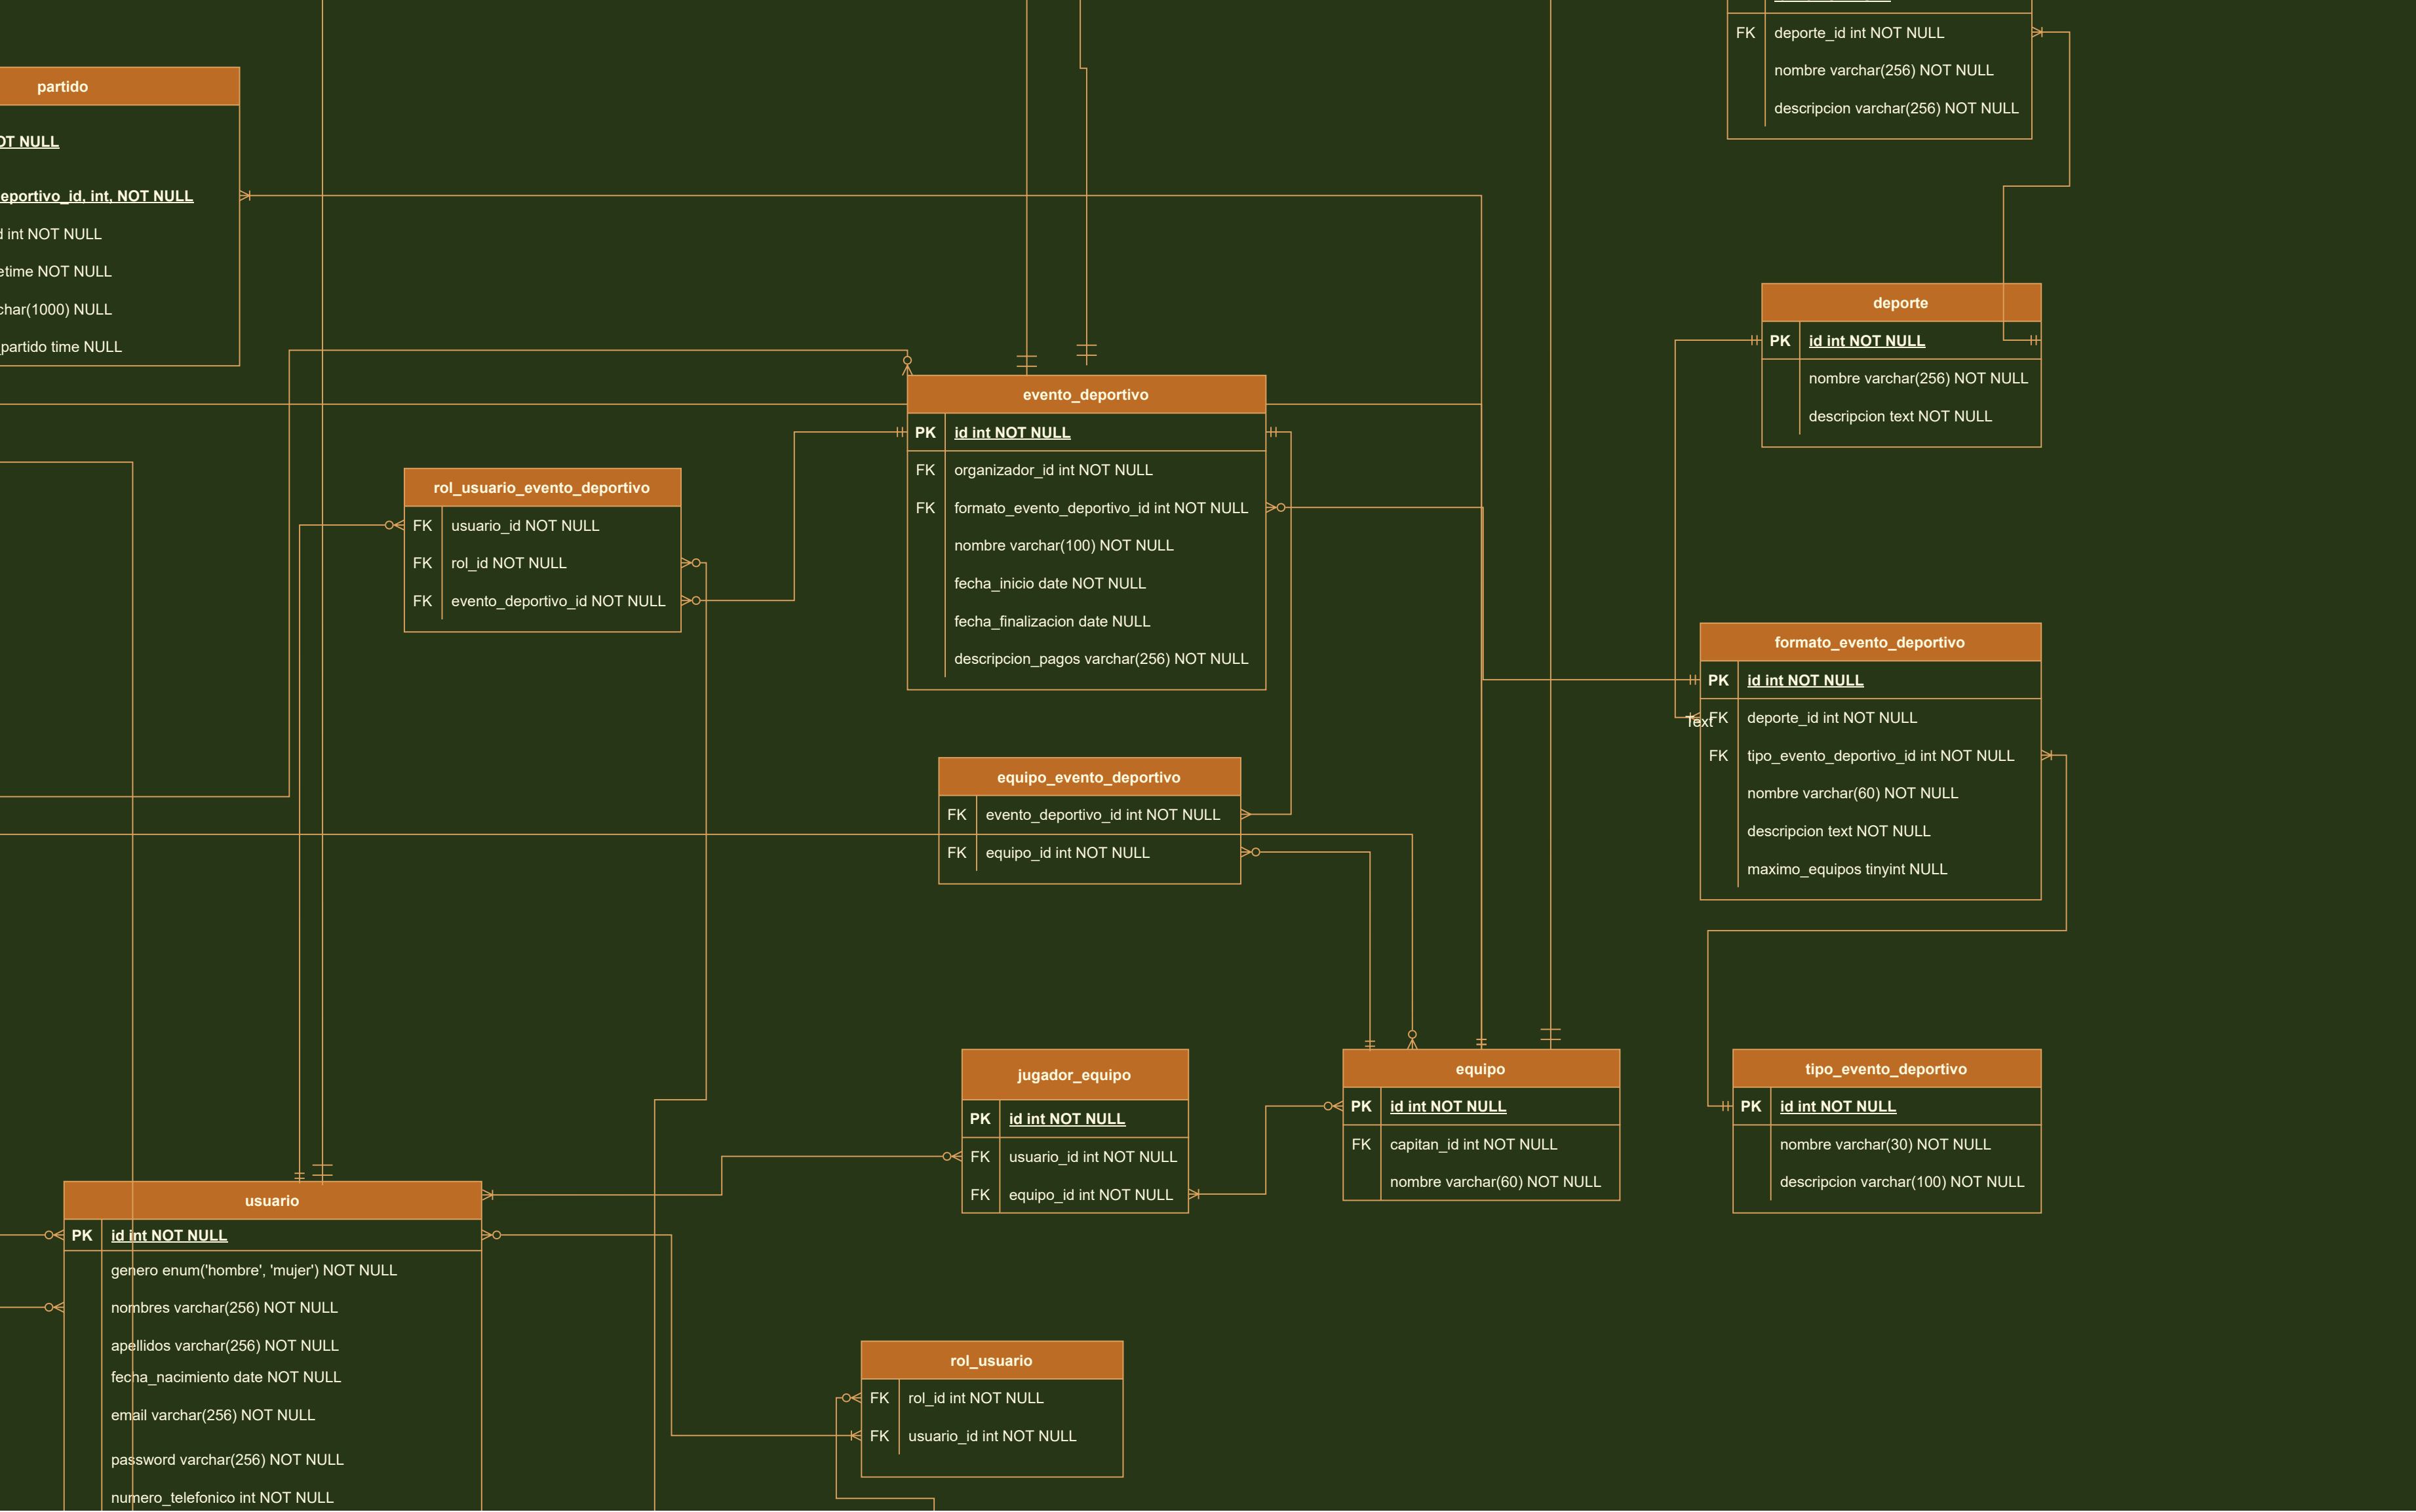 FK deporte_id int NOT NULL
nombre varchar(256) NOT NULL
descripcion varchar(256) NOT NULL
partido
NOT NULL
deportivo_id, int, NOT NULL
int NOT NULL
NOT NULL
(1000) NULL
partido time NULL
deporte
PK id int NOT NULL
nombre varchar(256) NOT NULL
descripcion text NOT NULL
evento_deportivo
PK id int NOT NULL
FK organizador_id int NOT NULL
FK formato_evento_deportivo_id int NOT NULL
nombre varchar(100) NOT NULL
fecha_inicio date NOT NULL
fecha_finalizacion date NULL
descripcion_pagos varchar(256) NOT NULL
rol_usuario_evento_deportivo
FK usuario_id NOT NULL
FK rol_id NOT NULL
FK evento_deportivo_id NOT NULL
formato_evento_deportivo
PK id int NOT NULL
Text
FK deporte_id int NOT NULL
FK tipo_evento_deportivo_id int NOT NULL
nombre varchar(60) NOT NULL
descripcion text NOT NULL
maximo_equipos tinyint NULL
equipo_evento_deportivo
FK evento_deportivo_id int NOT NULL
FK equipo_id int NOT NULL
jugador_equipo
PK id int NOT NULL
FK usuario_id int NOT NULL
FK equipo_id int NOT NULL
equipo
PK id int NOT NULL
FK capitan_id int NOT NULL
nombre varchar(60) NOT NULL
tipo_evento_deportivo
PK id int NOT NULL
nombre varchar(30) NOT NULL
descripcion varchar(100) NOT NULL
usuario
PK id int NOT NULL
genero enum('hombre', 'mujer') NOT NULL
nombres varchar(256) NOT NULL
apellidos varchar(256) NOT NULL
fecha_nacimiento date NOT NULL
email varchar(256) NOT NULL
password varchar(256) NOT NULL
numero_telefonico int NOT NULL
rol_usuario
FK rol_id int NOT NULL
FK usuario_id int NOT NULL